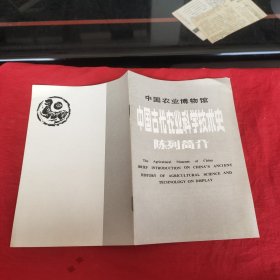 中国农业博物馆
中国古代农业科学技术史
陈列简介
The Agricultural Museum of China
BRIEF INTRODUCTION ON CHINA'S ANCIENT
HISTORY OF AGRICULTURAL SCIENCE AND
TECHNOLOGY ON DISPLAY